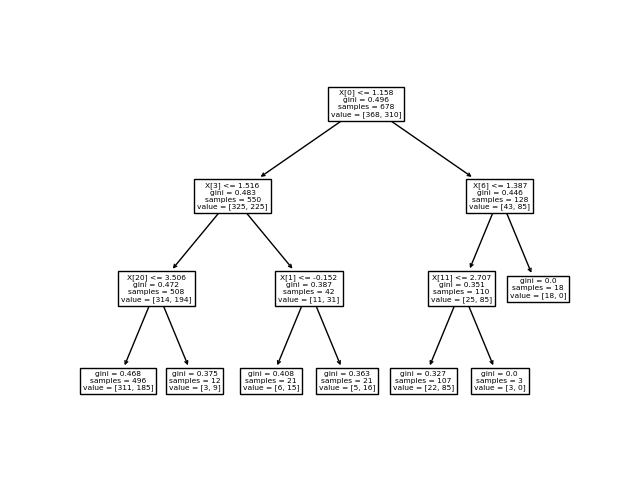 X[0] <= 1.158
gini = 0.496
samples = 678
value = [368, 310]
X[3] <= 1.516
gini = 0.483
samples = 550
value = [325, 225]
X[6] <= 1.387
gini = 0.446
samples = 128
value = [43, 85]
X[20] <= 3.506
gini = 0.472
samples = 508
value = [314, 194]
X[1] <= -0.152
gini = 0.387
samples = 42
value = [11, 31]
X[11] <= 2.707
gini = 0.351
samples = 110
value = [25, 85]
gini = 0.0
samples = 18
value = [18, 0]
gini = 0.468
samples = 496
value = [311, 185]
gini = 0.375
samples = 12
value = [3, 9]
gini = 0.408
samples = 21
value = [6, 15]
gini = 0.363
samples = 21
value = [5, 16]
gini = 0.327
samples = 107
value = [22, 85]
gini = 0.0
samples = 3
value = [3, 0]